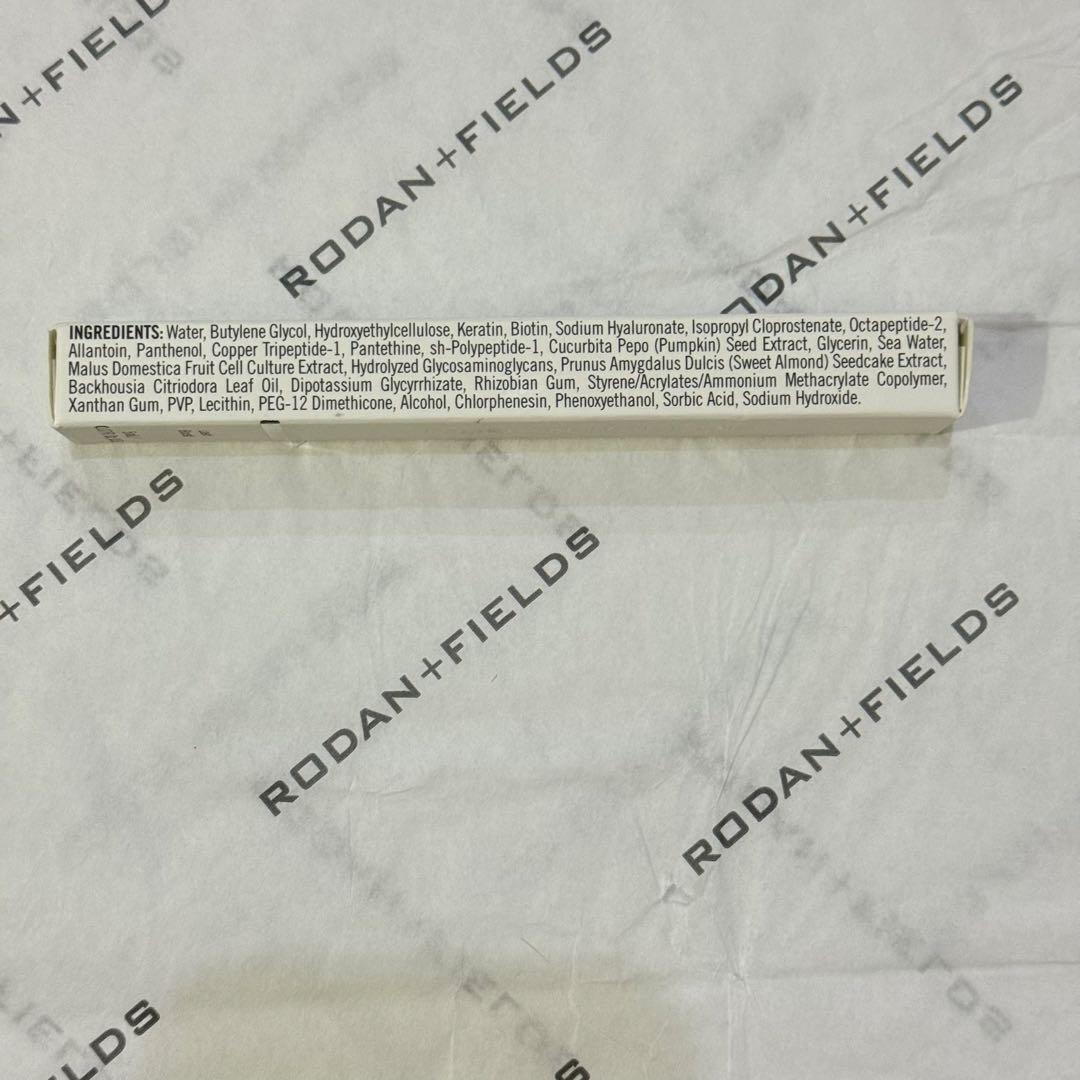 N+FIELDS
RODAN+FIELDS
RODAN+FIELDS
INGREDIENTS: Water, Butylene Glycol, Hydroxyethylcellulose, Keratin, Biotin, Sodium Hyaluronate, Isopropyl Cloprostenate, Octapeptide-2,
Allantoin, Panthenol, Copper Tripeptide-1, Pantethine, sh-Polypeptide-1, Cucurbita Pepo (Pumpkin) Seed Extract, Glycerin, Sea Water,
Malus Domestica Fruit Cell Culture Extract, Hydrolyzed Glycosaminoglycans, Prunus Amygdalus Dulcis (Sweet Almond) Seedcake Extract,
Backhousia Citriodora Leaf Oil, Dipotassium Glycyrrhizate, Rhizobian Gum, Styrene/Acrylates/Ammonium Methacrylate Copolymer,
Xanthan Gum, PVP, Lecithin, PEG-12 Dimethicone, Alcohol, Chlorphenesin, Phenoxyethanol, Sorbic Acid, Sodium Hydroxide.
+FIELDS
RODAN+FIELDS
RODAN+FIELDS
LDS
S